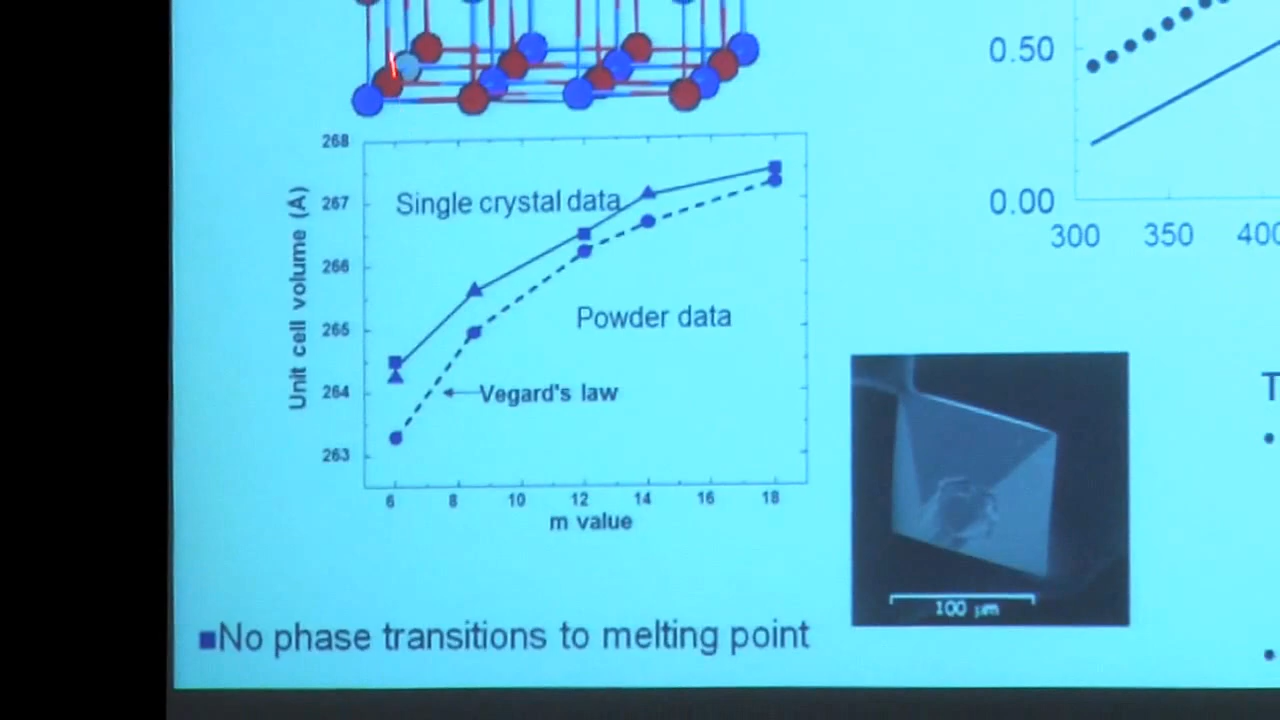 268
267
266
265
264
263
Unit cell volume (Å)
Single crystal data
Powder data
Vegard's law
6 8 10 12 14 16 18
m value
No phase transitions to melting point
0.50
0.00
300 350 400
100 µm
T